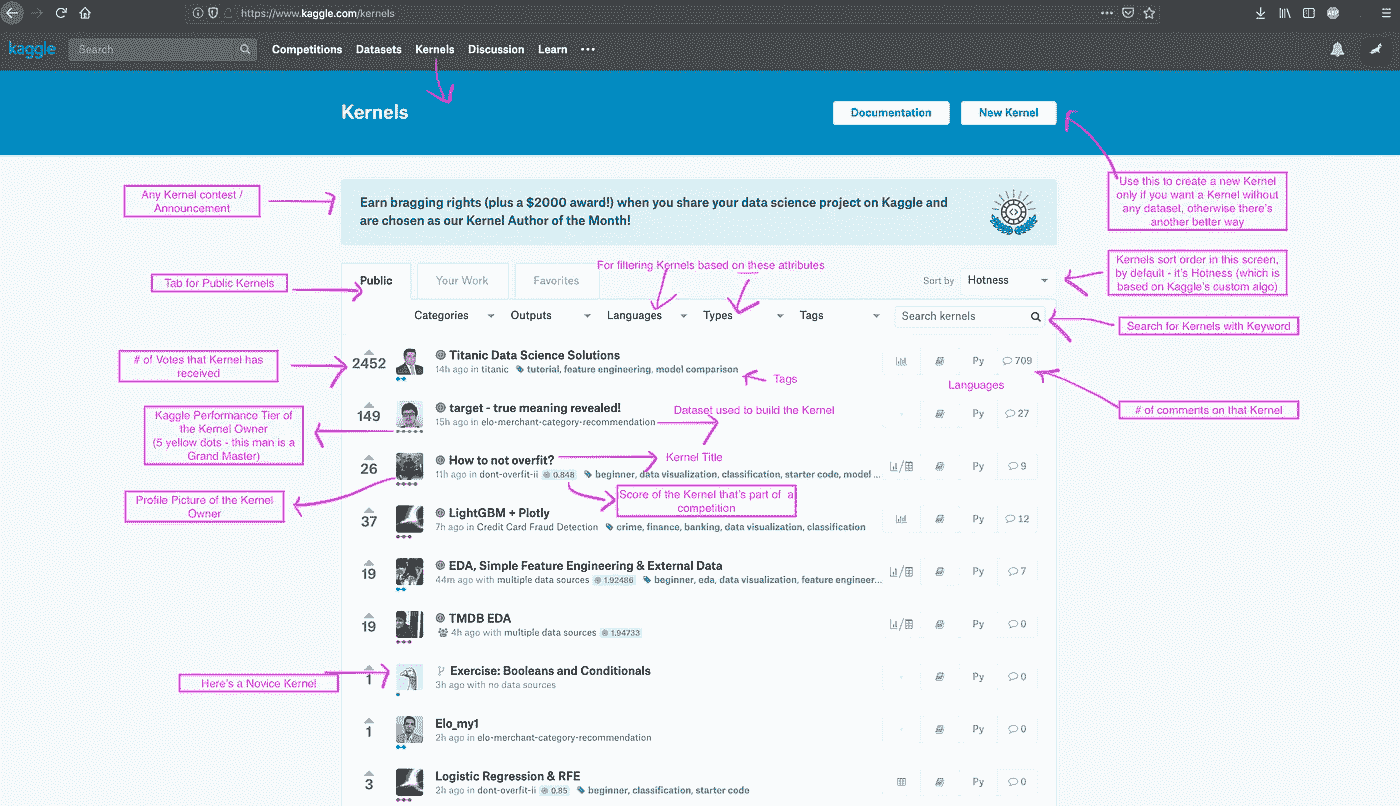 https://www.kaggle.com/kernels
kaggle
Search
Competitions
Datasets
Kernels
Discussion
Learn
Kernels
Documentation
New Kernel
Any Kernel contest /
Announcement
Earn bragging rights (plus a $2000 award!) when you share your data science project on Kaggle and
are chosen as our Kernel Author of the Month!
Use this to create a new Kernel
only if you want a Kernel without
any dataset, otherwise there's
another better way
For filtering Kernels based on these attributes
Tab for Public Kernels
Public
Your Work
Favorites
Sort by
Hotness
Kernels sort order in this screen,
by default - it's Hotness (which is
based on Kaggle's custom algo)
Categories
Outputs
Languages
Types
Tags
Search kernels
Search for Kernels with Keyword
# of Votes that Kernel has
received
2452
Titanic Data Science Solutions
14h ago in titanic
tutorial, feature engineering, model comparison
Py
709
Tags
Languages
# of comments on that Kernel
Kaggle Performance Tier of
the Kernel Owner
(5 yellow dots - this man is a
Grand Master)
149
target - true meaning revealed!
15h ago in elo-merchant-category-recommendation
Dataset used to build the Kernel
Py
27
Kernel Title
26
How to not overfit?
11h ago in dont-overfit-ii
0.848
beginner, data visualization, classification, starter code, model ...
Py
9
Profile Picture of the Kernel
Owner
Score of the Kernel that's part of a
competition
37
LightGBM + Plotly
7h ago in Credit Card Fraud Detection
crime, finance, banking, data visualization, classification
Py
12
19
EDA, Simple Feature Engineering & External Data
44m ago with multiple data sources
1.92486
beginner, eda, data visualization, feature engineer...
Py
7
19
TMDB EDA
4h ago with multiple data sources
1.94733
Py
0
Here's a Novice Kernel
1
Exercise: Booleans and Conditionals
3h ago with no data sources
Py
0
1
Elo_my1
2h ago in elo-merchant-category-recommendation
Py
0
3
Logistic Regression & RFE
2h ago in dont-overfit-ii
0.85
beginner, classification, starter code
Py
0